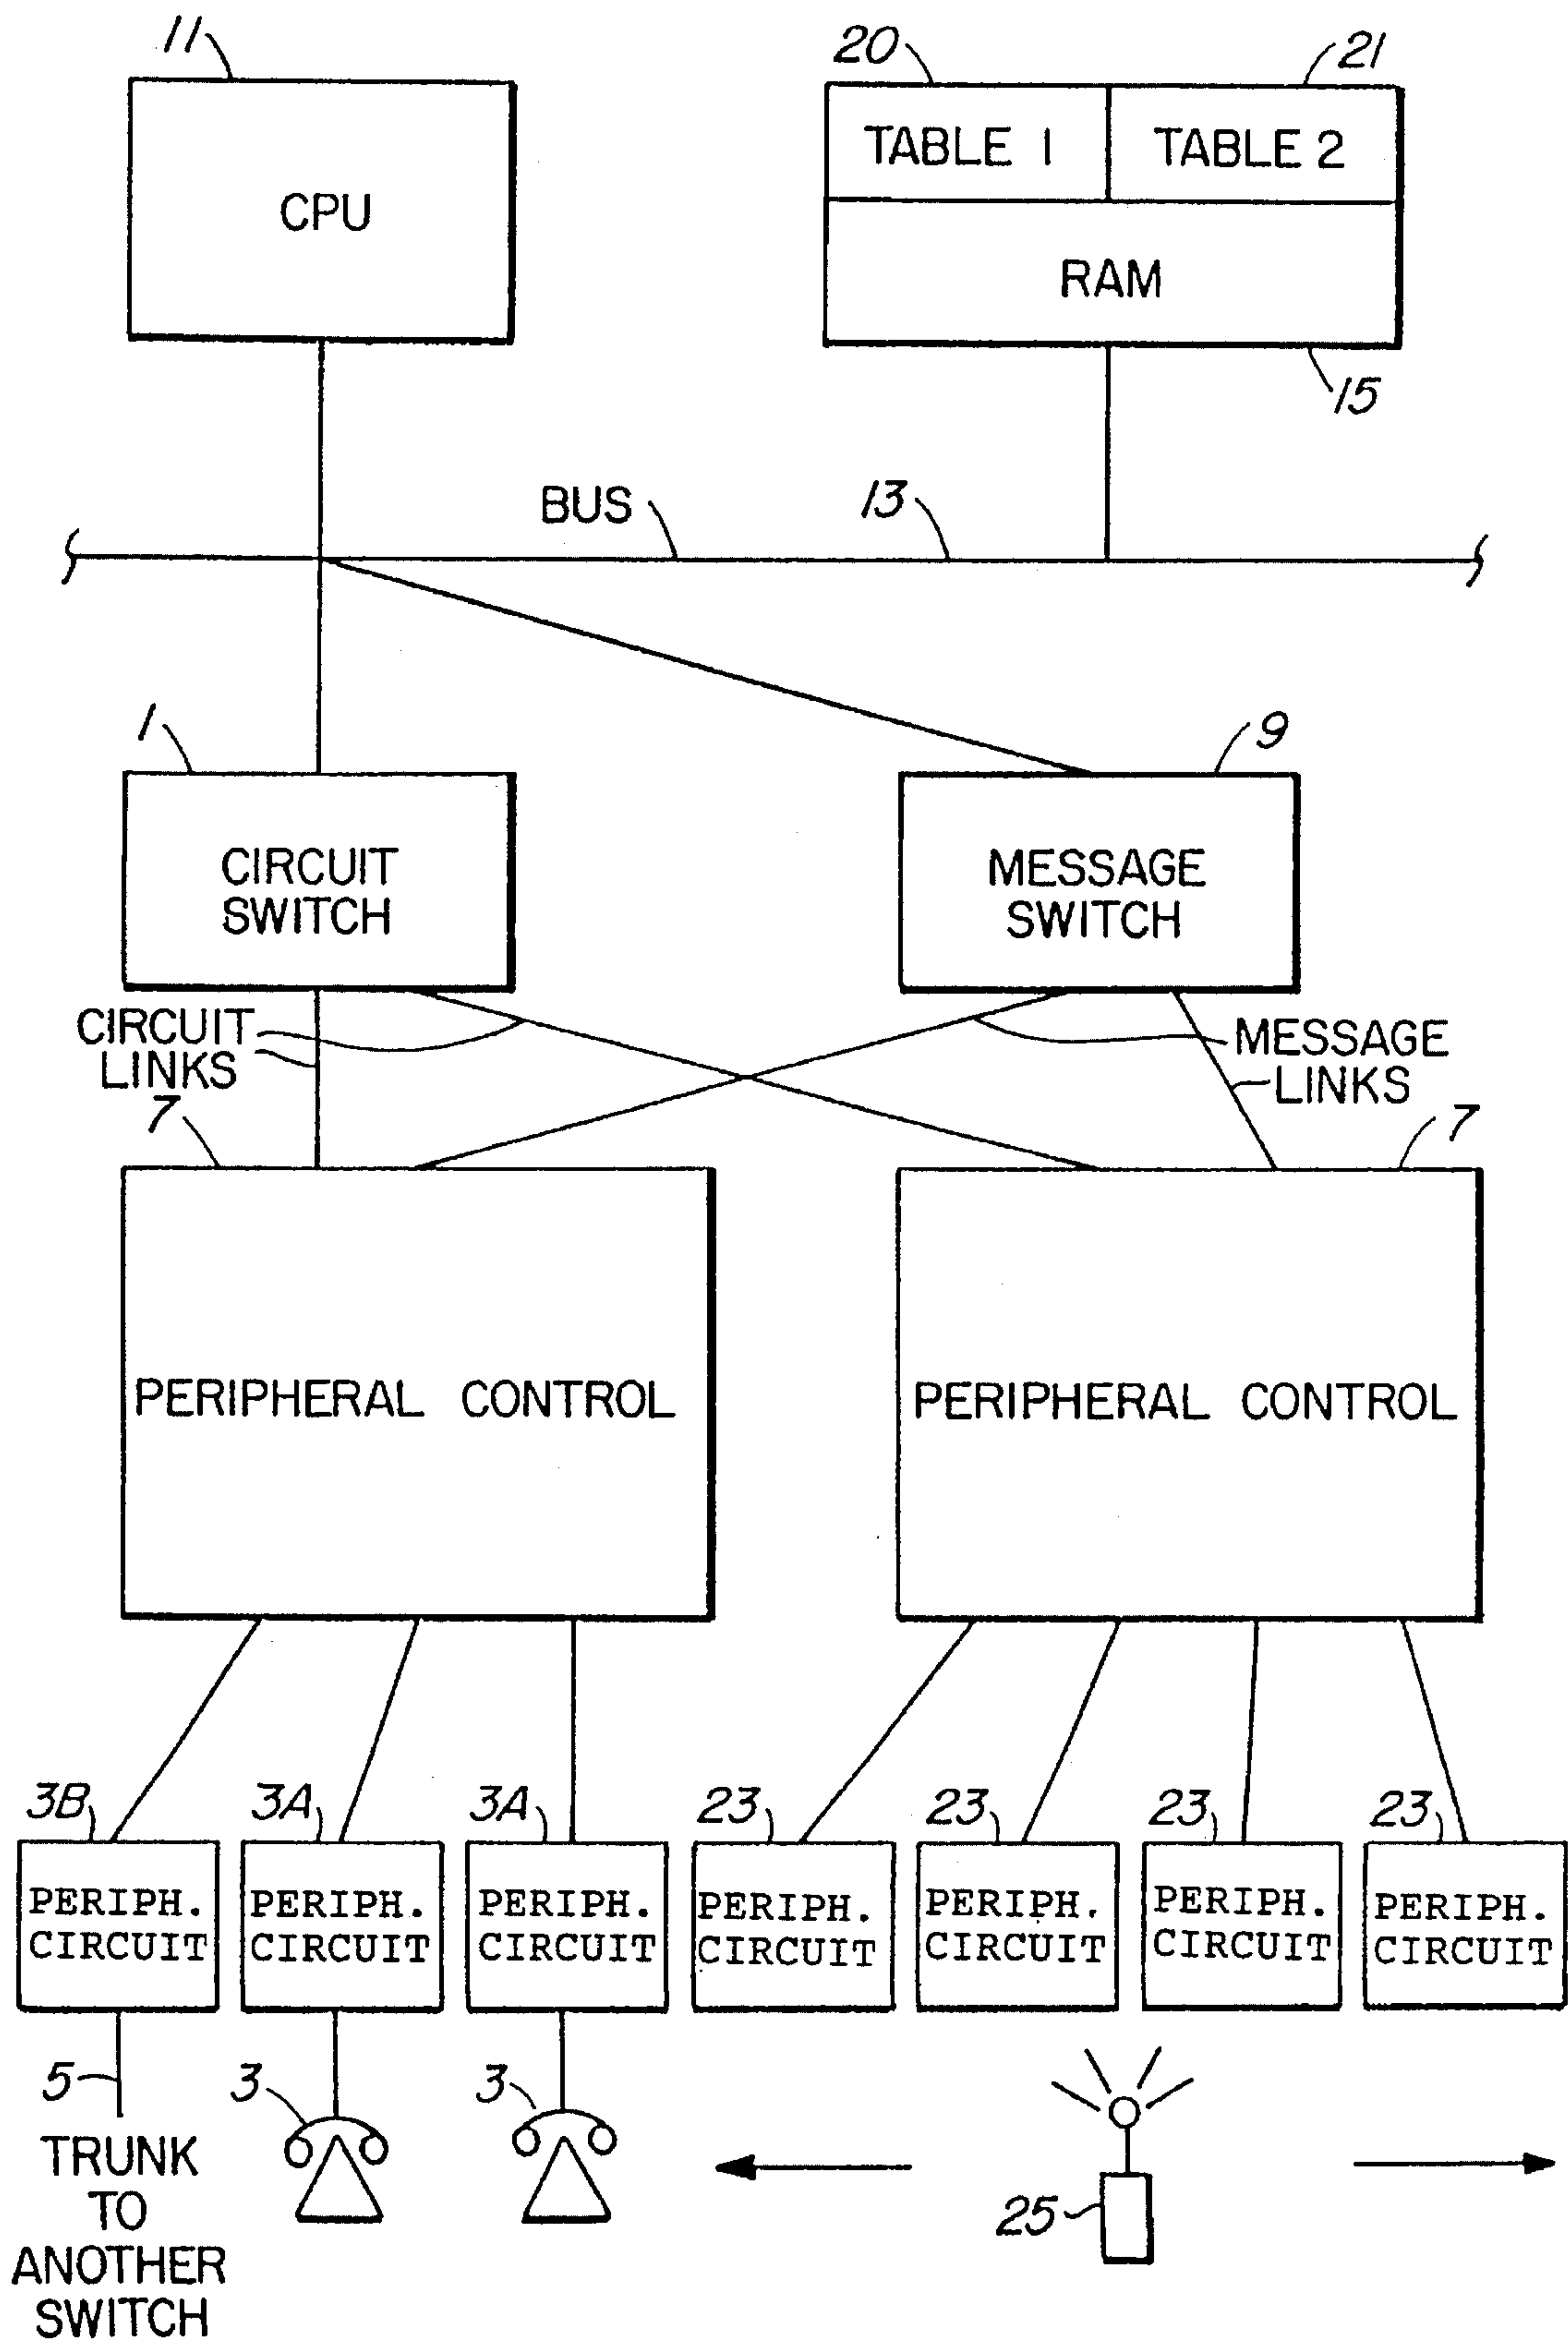 11
20
21
CPU
TABLE 1
TABLE 2
RAM
15
BUS
13
1
9
CIRCUIT
SWITCH
MESSAGE
SWITCH
CIRCUIT
LINKS
MESSAGE
LINKS
7
7
PERIPHERAL CONTROL
PERIPHERAL CONTROL
3B
3A
3A
23
23
23
23
PERIPH.
CIRCUIT
PERIPH.
CIRCUIT
PERIPH.
CIRCUIT
PERIPH.
CIRCUIT
PERIPH.
CIRCUIT
PERIPH.
CIRCUIT
PERIPH.
CIRCUIT
5
3
3
25
TRUNK
TO
ANOTHER
SWITCH